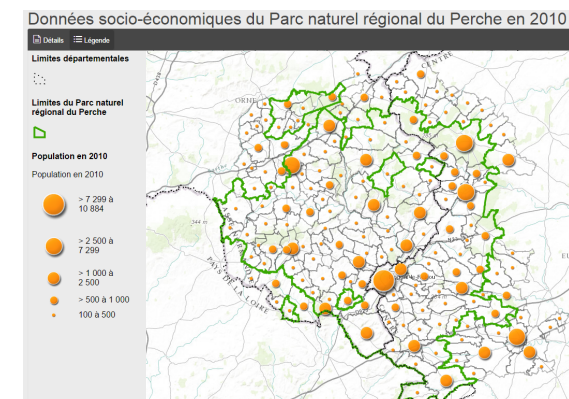 Données socio-économiques du Parc naturel régional du Perche en 2010
Détails Légende
Limites départementales
Limites du Parc naturel
régional du Perche
Population en 2010
Population en 2010
> 7 299 à
10 884
> 2 500 à
7 299
> 1 000 à
2 500
> 500 à 1 000
100 à 500
CENTRE
ORNE
344 m
PAYS DE LA LOIRE